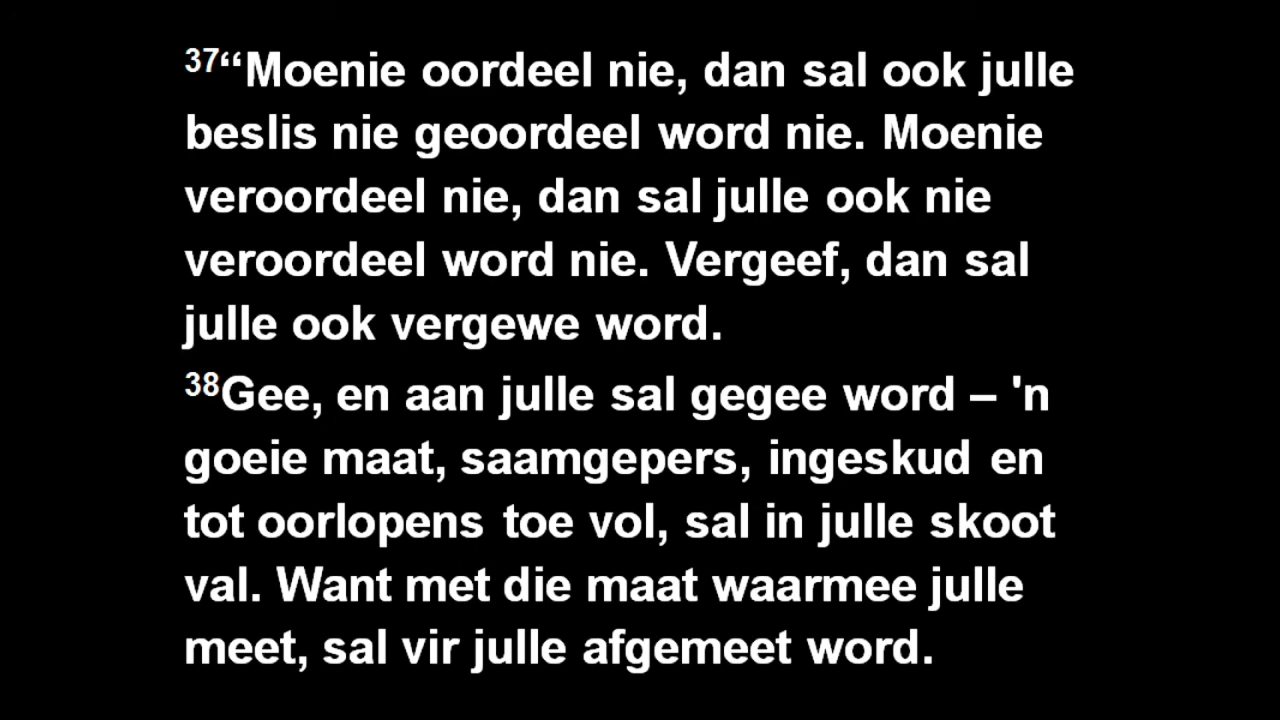 37“Moenie oordeel nie, dan sal ook julle
beslis nie geoordeel word nie. Moenie
veroordeel nie, dan sal julle ook nie
veroordeel word nie. Vergeef, dan sal
julle ook vergewe word.
38Gee, en aan julle sal gegee word – 'n
goeie maat, saamgepers, ingeskud en
tot oorlopens toe vol, sal in julle skoot
val. Want met die maat waarmee julle
meet, sal vir julle afgemeet word.